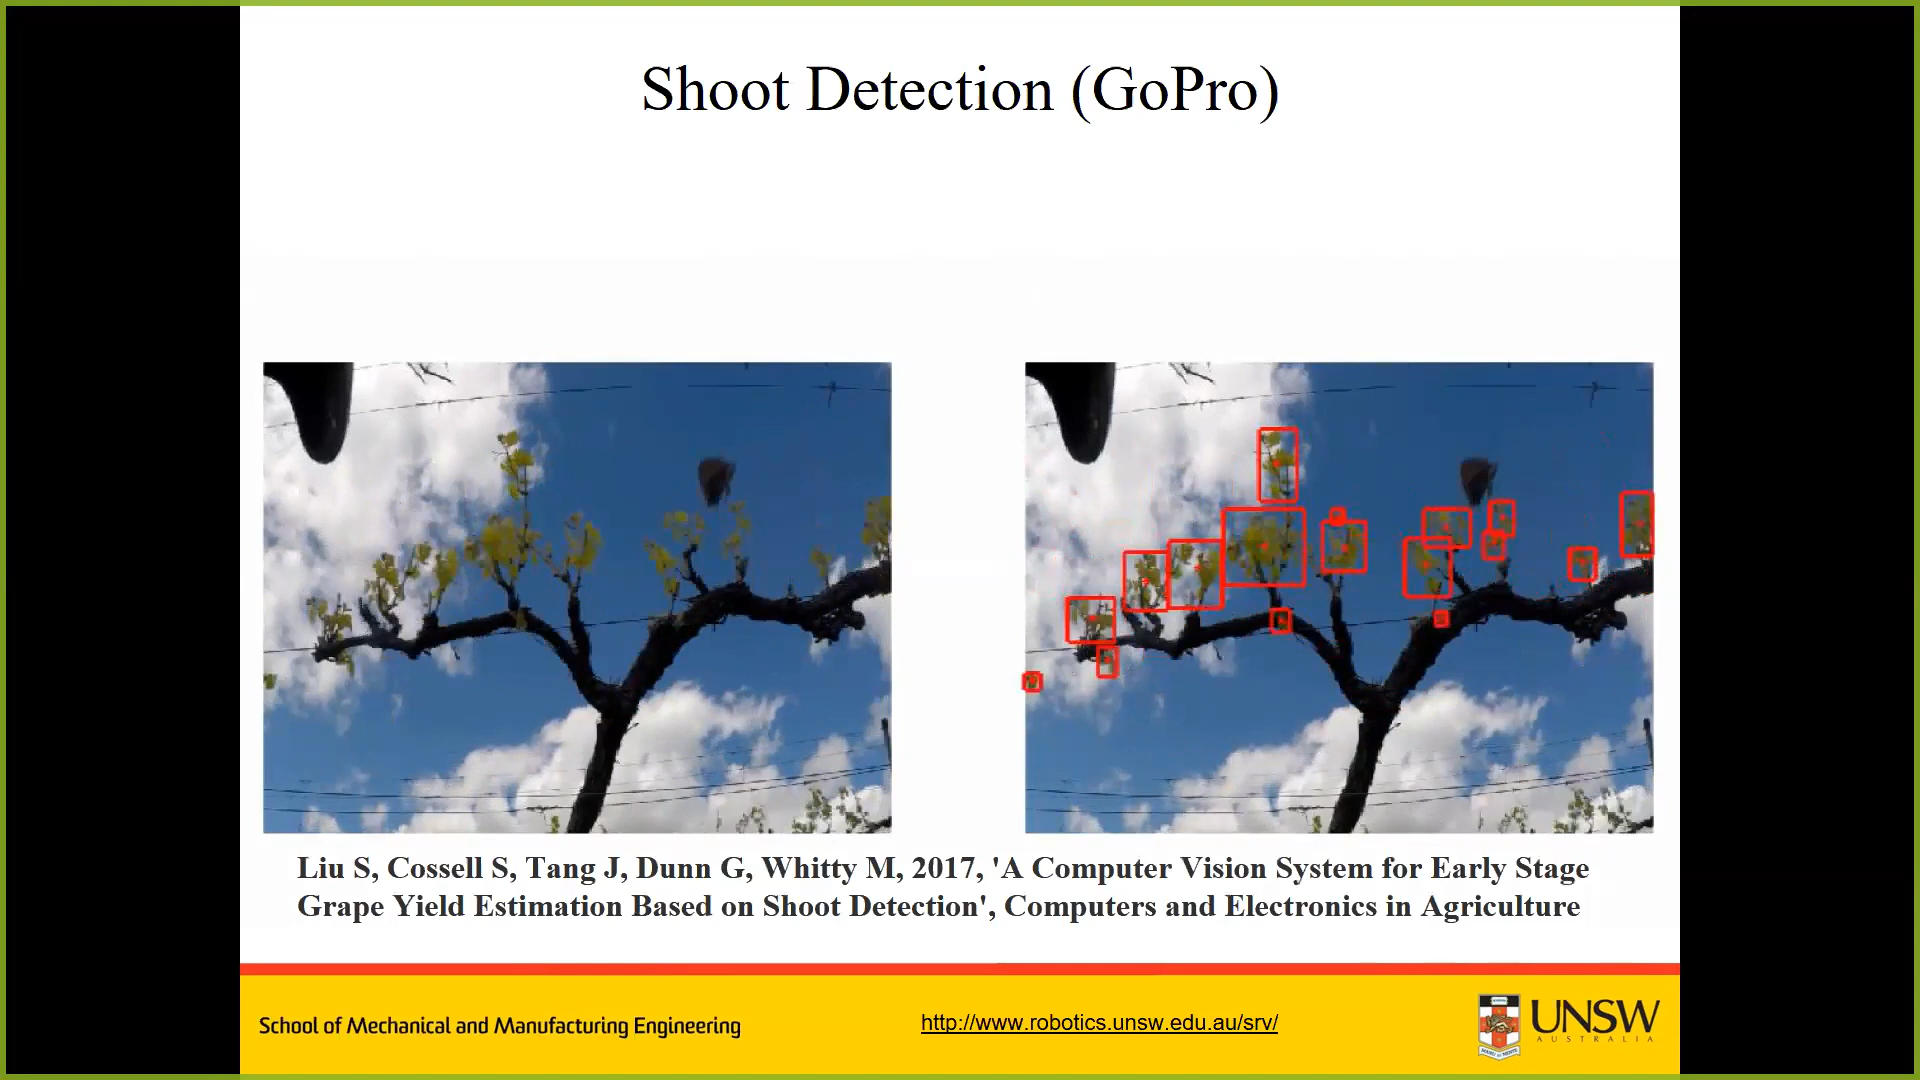 Shoot Detection (GoPro)
Liu S, Cossell S, Tang J, Dunn G, Whitty M, 2017, 'A Computer Vision System for Early Stage
Grape Yield Estimation Based on Shoot Detection', Computers and Electronics in Agriculture
School of Mechanical and Manufacturing Engineering
http://www.robotics.unsw.edu.au/srv/
UNSW
AUSTRALIA